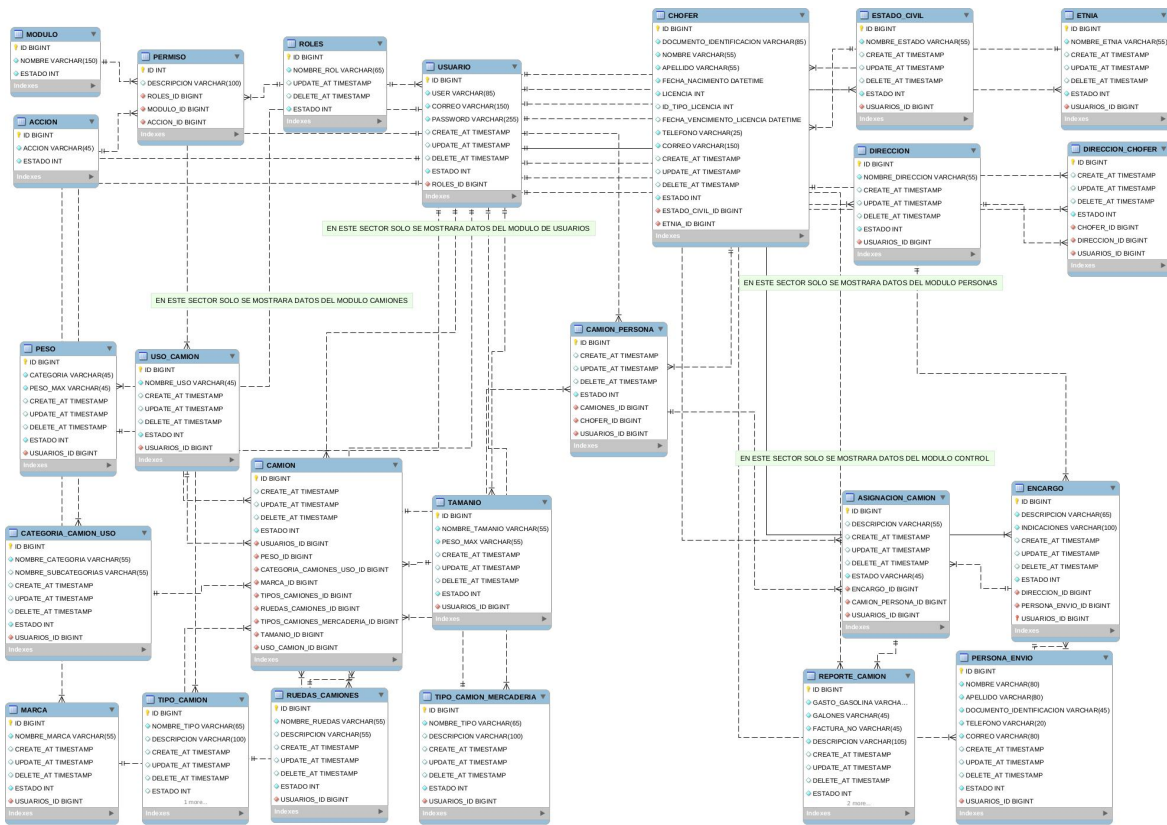 MODULO
ID BIGINT
NOMBRE VARCHAR(150)
ESTADO INT
Indexes
PERMISO
ID INT
DESCRIPCION VARCHAR(100)
ROLES_ID BIGINT
MODULO_ID BIGINT
ACCION_ID BIGINT
Indexes
ROLES
ID BIGINT
NOMBRE_ROL VARCHAR(65)
UPDATE_AT TIMESTAMP
DELETE_AT TIMESTAMP
ESTADO INT
Indexes
ACCION
ID BIGINT
ACCION VARCHAR(45)
ESTADO INT
Indexes
USUARIO
ID BIGINT
USER VARCHAR(85)
CORREO VARCHAR(150)
PASSWORD VARCHAR(255)
CREATE_AT TIMESTAMP
UPDATE_AT TIMESTAMP
DELETE_AT TIMESTAMP
ESTADO INT
ROLES_ID BIGINT
Indexes
CHOFER
ID BIGINT
DOCUMENTO_IDENTIFICACION VARCHAR(85)
NOMBRE VARCHAR(55)
APELLIDO VARCHAR(55)
FECHA_NACIMIENTO DATETIME
LICENCIA INT
ID_TIPO_LICENCIA INT
FECHA_VENCIMIENTO_LICENCIA DATETIME
TELEFONO VARCHAR(25)
CORREO VARCHAR(150)
CREATE_AT TIMESTAMP
UPDATE_AT TIMESTAMP
DELETE_AT TIMESTAMP
ESTADO INT
ESTADO_CIVIL_ID BIGINT
ETNIA_ID BIGINT
Indexes
ESTADO_CIVIL
ID BIGINT
NOMBRE_ESTADO VARCHAR(55)
CREATE_AT TIMESTAMP
UPDATE_AT TIMESTAMP
DELETE_AT TIMESTAMP
ESTADO INT
USUARIOS_ID BIGINT
Indexes
ETNIA
ID BIGINT
NOMBRE_ETNIA VARCHAR(55)
CREATE_AT TIMESTAMP
UPDATE_AT TIMESTAMP
DELETE_AT TIMESTAMP
ESTADO INT
USUARIOS_ID BIGINT
Indexes
DIRECCION
ID BIGINT
NOMBRE_DIRECCION VARCHAR(55)
CREATE_AT TIMESTAMP
UPDATE_AT TIMESTAMP
DELETE_AT TIMESTAMP
ESTADO INT
USUARIOS_ID BIGINT
Indexes
DIRECCION_CHOFER
ID BIGINT
CREATE_AT TIMESTAMP
UPDATE_AT TIMESTAMP
DELETE_AT TIMESTAMP
ESTADO INT
CHOFER_ID BIGINT
DIRECCION_ID BIGINT
USUARIOS_ID BIGINT
Indexes
EN ESTE SECTOR SOLO SE MOSTRARA DATOS DEL MODULO DE USUARIOS
EN ESTE SECTOR SOLO SE MOSTRARA DATOS DEL MODULO PERSONAS
EN ESTE SECTOR SOLO SE MOSTRARA DATOS DEL MODULO CAMIONES
PESO
ID BIGINT
CATEGORIA VARCHAR(45)
PESO_MAX VARCHAR(45)
CREATE_AT TIMESTAMP
UPDATE_AT TIMESTAMP
DELETE_AT TIMESTAMP
ESTADO INT
USUARIOS_ID BIGINT
Indexes
USO_CAMION
ID BIGINT
NOMBRE_USO VARCHAR(45)
CREATE_AT TIMESTAMP
UPDATE_AT TIMESTAMP
DELETE_AT TIMESTAMP
ESTADO INT
USUARIOS_ID BIGINT
Indexes
CAMION_PERSONA
ID BIGINT
CREATE_AT TIMESTAMP
UPDATE_AT TIMESTAMP
DELETE_AT TIMESTAMP
ESTADO INT
CAMIONES_ID BIGINT
CHOFER_ID BIGINT
USUARIOS_ID BIGINT
Indexes
EN ESTE SECTOR SOLO SE MOSTRARA DATOS DEL MODULO CONTROL
CAMION
ID BIGINT
CREATE_AT TIMESTAMP
UPDATE_AT TIMESTAMP
DELETE_AT TIMESTAMP
ESTADO INT
USUARIOS_ID BIGINT
PESO_ID BIGINT
CATEGORIA_CAMIONES_USO_ID BIGINT
MARCA_ID BIGINT
TIPOS_CAMIONES_ID BIGINT
RUEDAS_CAMIONES_ID BIGINT
TIPOS_CAMIONES_MERCADERIA_ID BIGINT
TAMANIO_ID BIGINT
USO_CAMION_ID BIGINT
Indexes
TAMANIO
ID BIGINT
NOMBRE_TAMANIO VARCHAR(55)
PESO_MAX VARCHAR(55)
CREATE_AT TIMESTAMP
UPDATE_AT TIMESTAMP
DELETE_AT TIMESTAMP
ESTADO INT
USUARIOS_ID BIGINT
Indexes
ASIGNACION_CAMION
ID BIGINT
DESCRIPCION VARCHAR(55)
CREATE_AT TIMESTAMP
UPDATE_AT TIMESTAMP
DELETE_AT TIMESTAMP
ESTADO VARCHAR(45)
ENCARGO_ID BIGINT
CAMION_PERSONA_ID BIGINT
USUARIOS_ID BIGINT
Indexes
ENCARGO
ID BIGINT
DESCRIPCION VARCHAR(65)
INDICACIONES VARCHAR(100)
CREATE_AT TIMESTAMP
UPDATE_AT TIMESTAMP
DELETE_AT TIMESTAMP
ESTADO INT
DIRECCION_ID BIGINT
PERSONA_ENVIO_ID BIGINT
USUARIOS_ID BIGINT
Indexes
CATEGORIA_CAMION_USO
ID BIGINT
NOMBRE_CATEGORIA VARCHAR(55)
NOMBRE_SUBCATEGORIAS VARCHAR(55)
CREATE_AT TIMESTAMP
UPDATE_AT TIMESTAMP
DELETE_AT TIMESTAMP
ESTADO INT
USUARIOS_ID BIGINT
Indexes
MARCA
ID BIGINT
NOMBRE_MARCA VARCHAR(55)
CREATE_AT TIMESTAMP
UPDATE_AT TIMESTAMP
DELETE_AT TIMESTAMP
ESTADO INT
USUARIOS_ID BIGINT
Indexes
TIPO_CAMION
ID BIGINT
NOMBRE_TIPO VARCHAR(65)
DESCRIPCION VARCHAR(100)
CREATE_AT TIMESTAMP
UPDATE_AT TIMESTAMP
DELETE_AT TIMESTAMP
ESTADO INT
1 more...
Indexes
RUEDAS_CAMIONES
ID BIGINT
NOMBRE_RUEDAS VARCHAR(55)
DESCRIPCION VARCHAR(55)
CREATE_AT TIMESTAMP
UPDATE_AT TIMESTAMP
DELETE_AT TIMESTAMP
ESTADO INT
USUARIOS_ID BIGINT
Indexes
TIPO_CAMION_MERCADERIA
ID BIGINT
NOMBRE_TIPO VARCHAR(65)
DESCRIPCION VARCHAR(100)
CREATE_AT TIMESTAMP
UPDATE_AT TIMESTAMP
DELETE_AT TIMESTAMP
ESTADO INT
USUARIOS_ID BIGINT
Indexes
REPORTE_CAMION
ID BIGINT
GASTO_GASOLINA VARCHA...
GALONES VARCHAR(45)
FACTURA_NO VARCHAR(45)
DESCRIPCION VARCHAR(105)
CREATE_AT TIMESTAMP
UPDATE_AT TIMESTAMP
DELETE_AT TIMESTAMP
ESTADO INT
2 more...
Indexes
PERSONA_ENVIO
ID BIGINT
NOMBRE VARCHAR(80)
APELLIDO VARCHAR(80)
DOCUMENTO_IDENTIFICACION VARCHAR(45)
TELEFONO VARCHAR(20)
CORREO VARCHAR(80)
CREATE_AT TIMESTAMP
UPDATE_AT TIMESTAMP
DELETE_AT TIMESTAMP
ESTADO INT
USUARIOS_ID BIGINT
Indexes